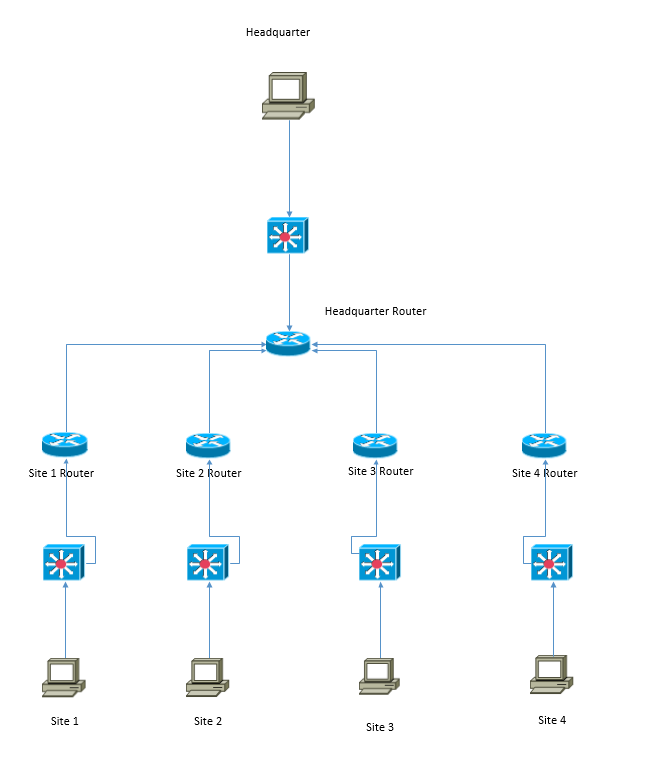 Headquarter
Headquarter Router
Site 1 Router
Site 2 Router
Site 3 Router
Site 4 Router
Site 1
Site 2
Site 3
Site 4